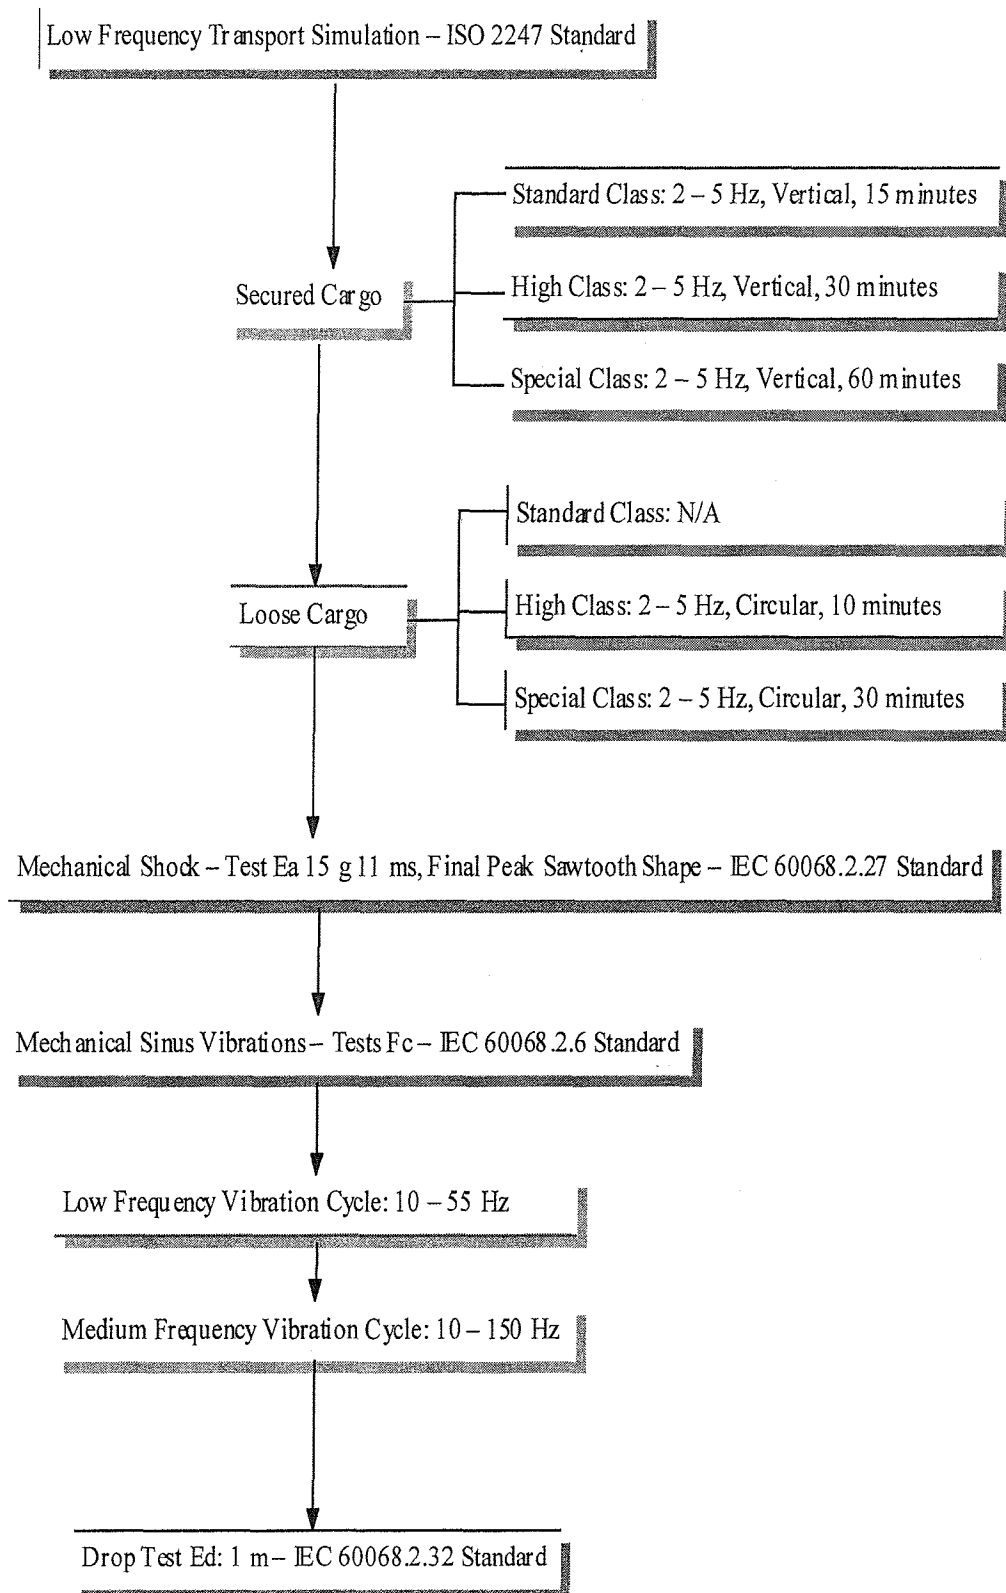 Low Frequency Transport Simulation – ISO 2247 Standard
Standard Class: 2 – 5 Hz, Vertical, 15 minutes
Secured Cargo
High Class: 2 – 5 Hz, Vertical, 30 minutes
Special Class: 2 – 5 Hz, Vertical, 60 minutes
Standard Class: N/A
Loose Cargo
High Class: 2 – 5 Hz, Circular, 10 minutes
Special Class: 2 – 5 Hz, Circular, 30 minutes
Mechanical Shock – Test Ea 15 g 11 ms, Final Peak Sawtooth Shape – IEC 60068.2.27 Standard
Mechanical Sinus Vibrations – Tests Fc – IEC 60068.2.6 Standard
Low Frequency Vibration Cycle: 10 – 55 Hz
Medium Frequency Vibration Cycle: 10 – 150 Hz
Drop Test Ed: 1 m – IEC 60068.2.32 Standard